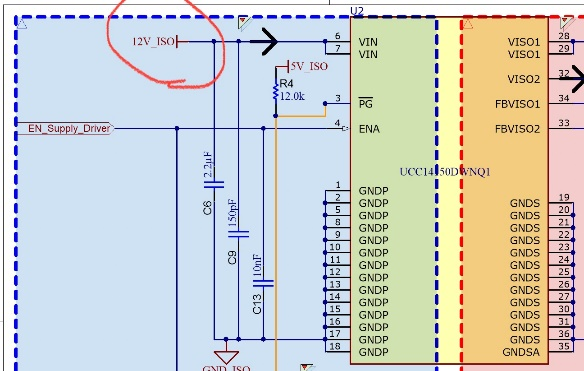 U2
12V_ISO
6 VIN VISO1 28
7 VIN VISO1 29
5V_ISO
VISO2 32
R4
12.0k
3 PG FBVISO1 34
EN_Supply_Driver
4 ENA FBVISO2 33
2.2µF
C6
150pF
C9
10nF
C13
1 GNDP
2 GNDP GNDS 19
5 GNDP GNDS 20
8 GNDP GNDS 21
9 GNDP GNDS 22
10 GNDP GNDS 23
11 GNDP GNDS 24
12 GNDP GNDS 25
13 GNDP GNDS 26
14 GNDP GNDS 27
15 GNDP GNDS 30
16 GNDP GNDS 31
17 GNDP GNDS 36
18 GNDP GNDSA 35
GND_ISO